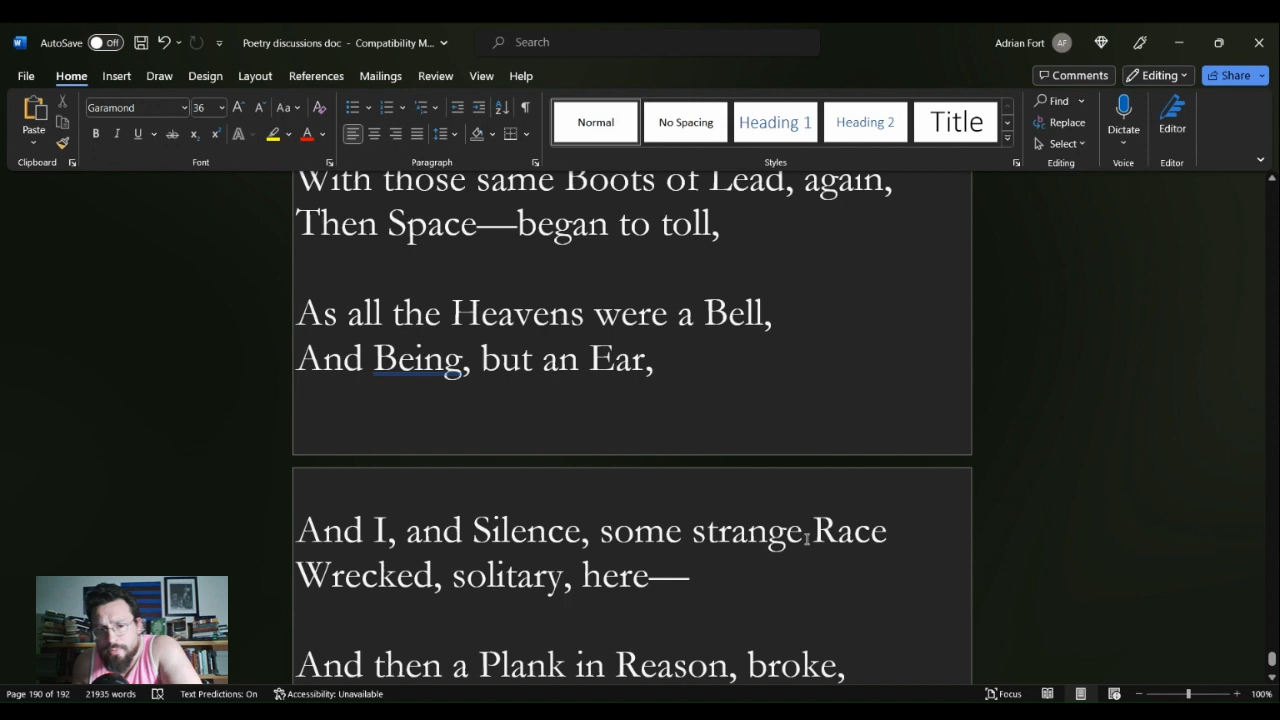 AutoSave Off Poetry discussions doc - Compatibility M... Search Adrian Fort AF
File Home Insert Draw Design Layout References Mailings Review View Help Comments Editing Share
Paste Garamond 36 Normal No Spacing Heading 1 Heading 2 Title Find Replace Select Dictate Editor
Clipboard Font Paragraph Styles Editing Voice Editor
With those same Boots of Lead, again,
Then Space—began to toll,
As all the Heavens were a Bell,
And Being, but an Ear,
And I, and Silence, some strange Race
Wrecked, solitary, here—
And then a Plank in Reason, broke,
Page 190 of 192 21935 words Text Predictions: On Accessibility: Unavailable Focus 100%